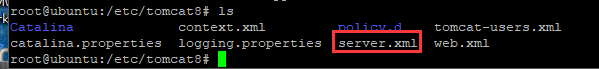 root@ubuntu:/etc/tomcat8# ls
Catalina context.xml policy.d tomcat-users.xml
catalina.properties logging.properties server.xml web.xml
root@ubuntu:/etc/tomcat8#